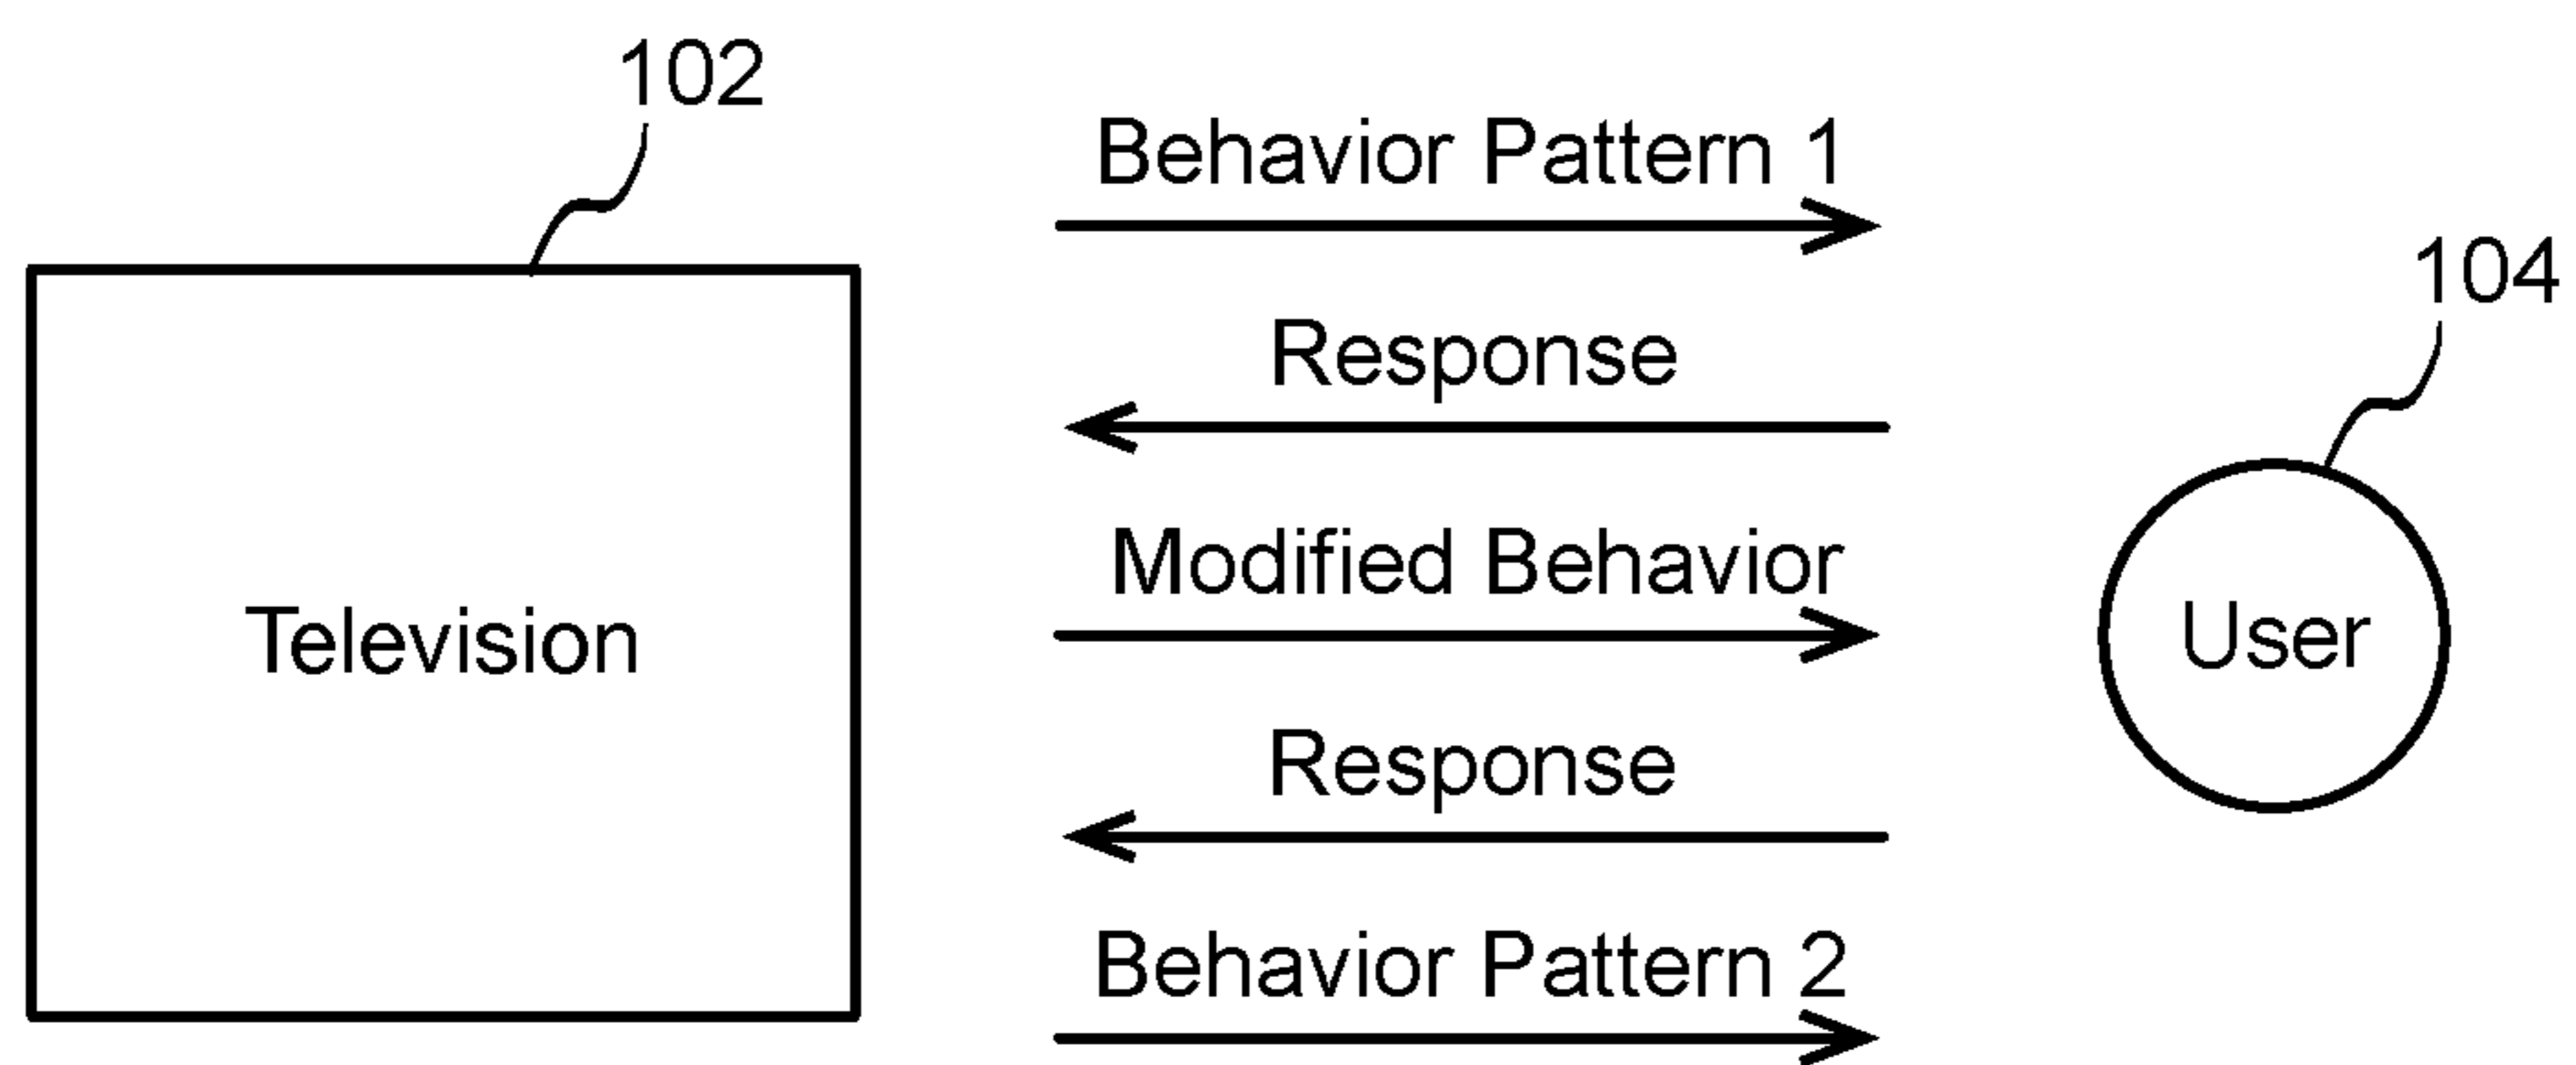 102
Behavior Pattern 1
104
Response
Modified Behavior
Television
User
Response
Behavior Pattern 2